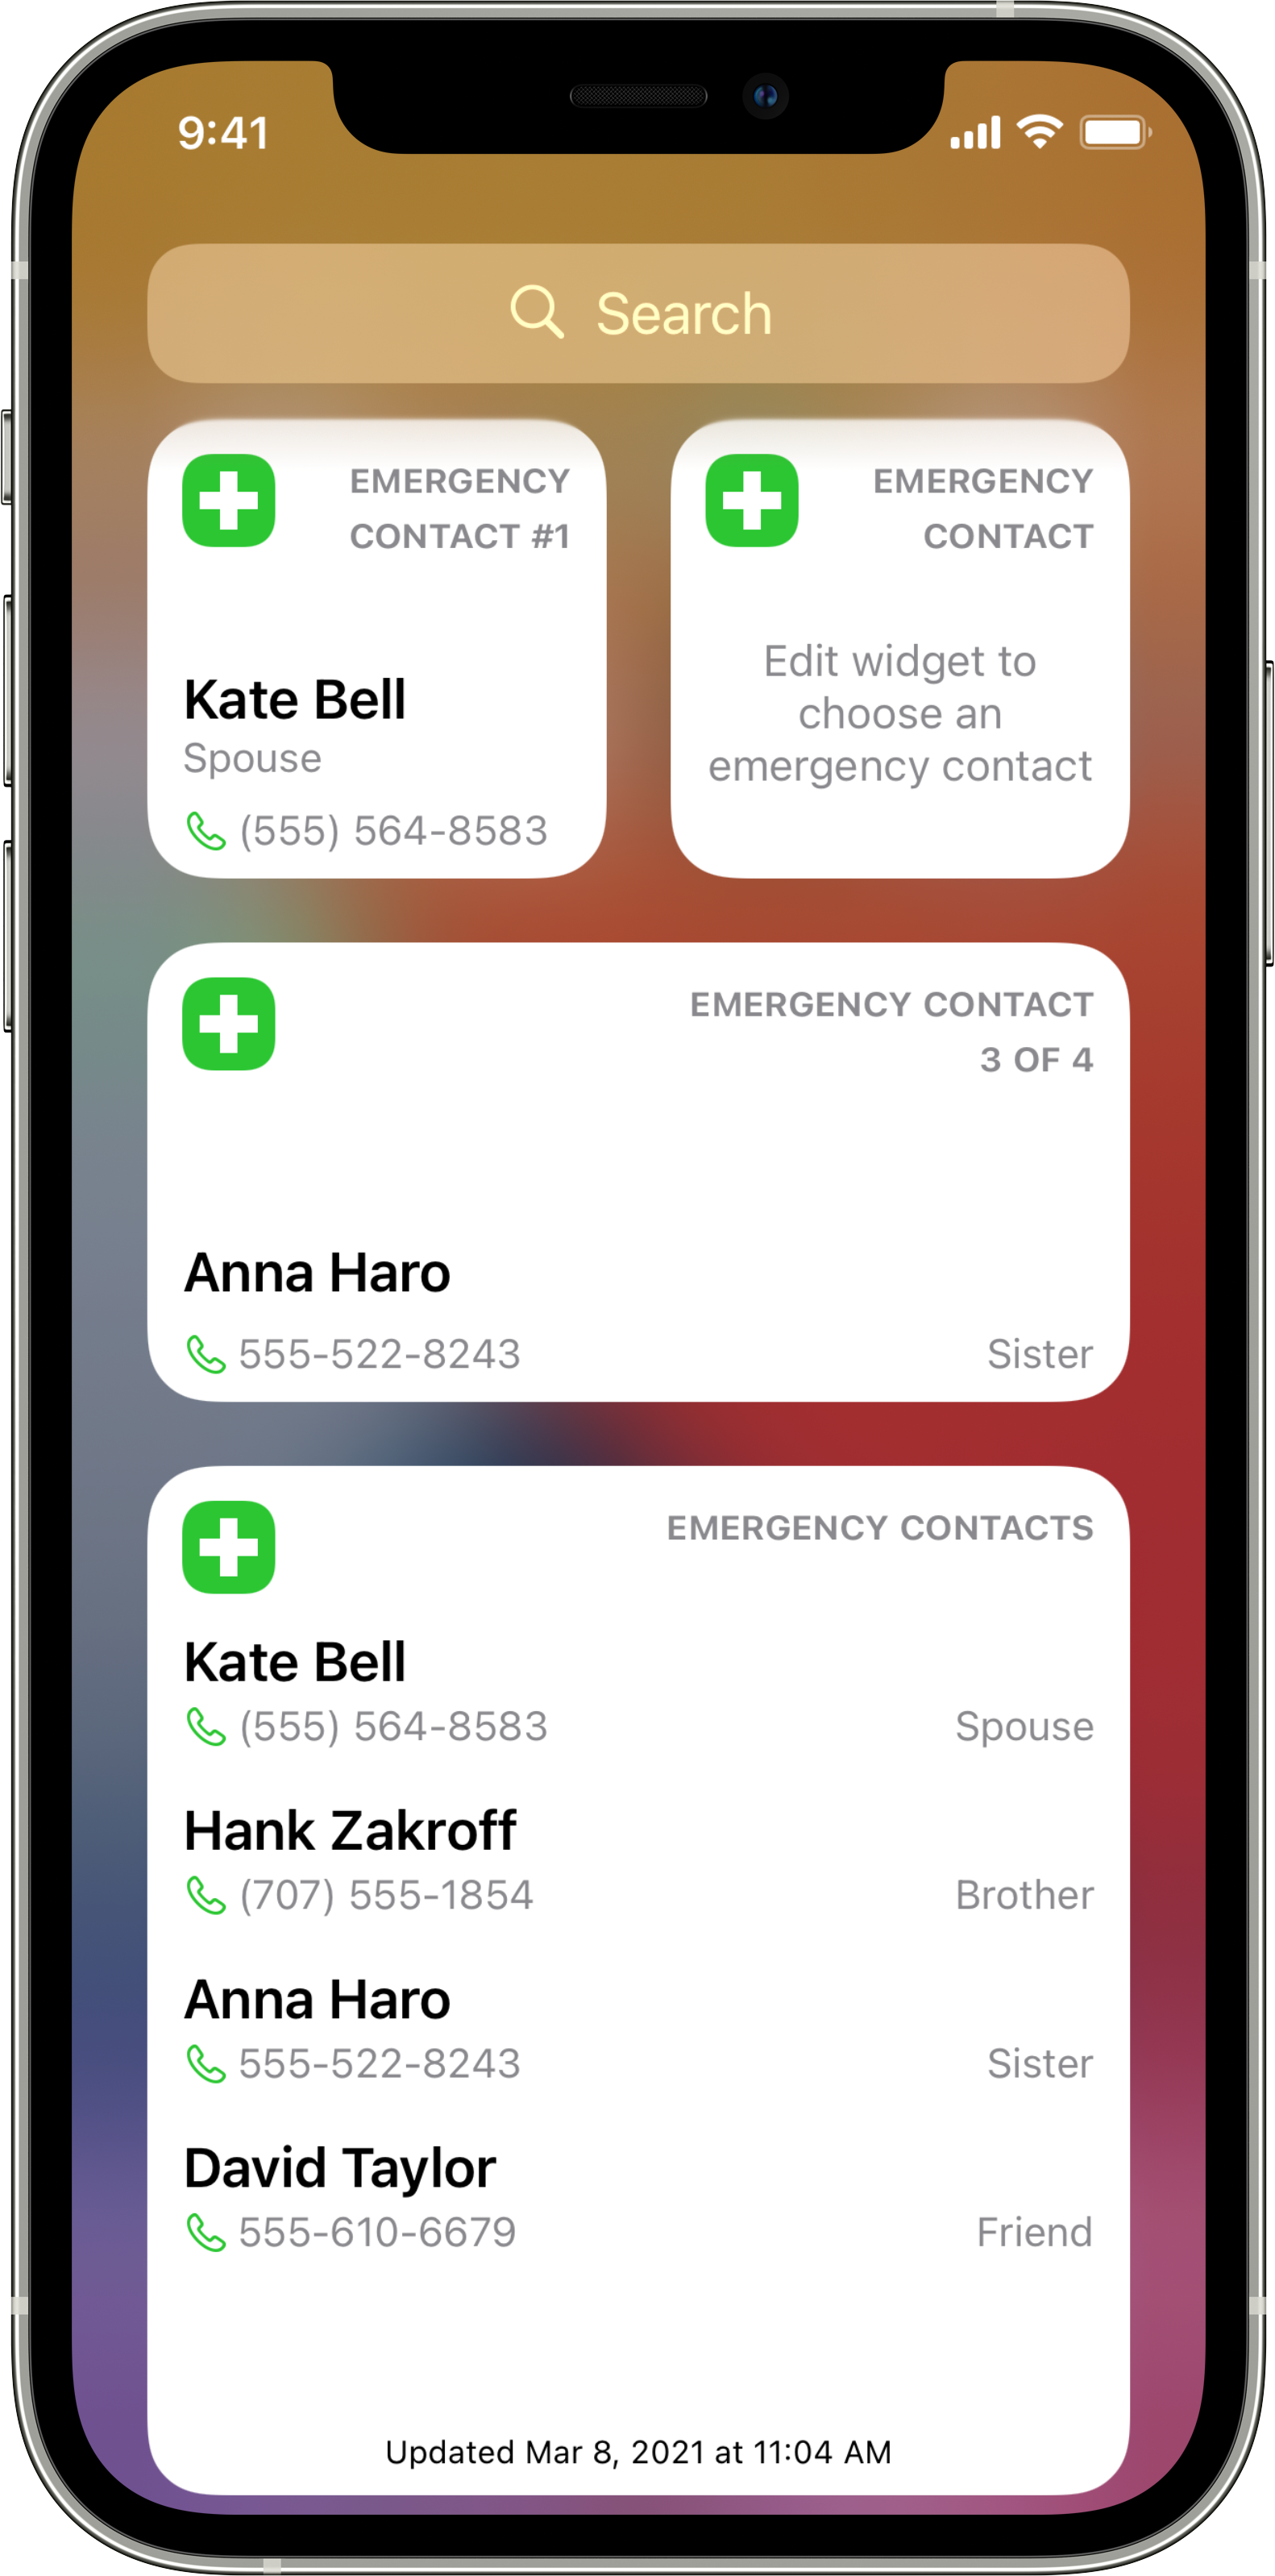 9:41
Search
EMERGENCY
CONTACT #1
Kate Bell
Spouse
(555) 564-8583
EMERGENCY
CONTACT
Edit widget to
choose an
emergency contact
EMERGENCY CONTACT
3 OF 4
Anna Haro
555-522-8243 Sister
EMERGENCY CONTACTS
Kate Bell
(555) 564-8583 Spouse
Hank Zakroff
(707) 555-1854 Brother
Anna Haro
555-522-8243 Sister
David Taylor
555-610-6679 Friend
Updated Mar 8, 2021 at 11:04 AM